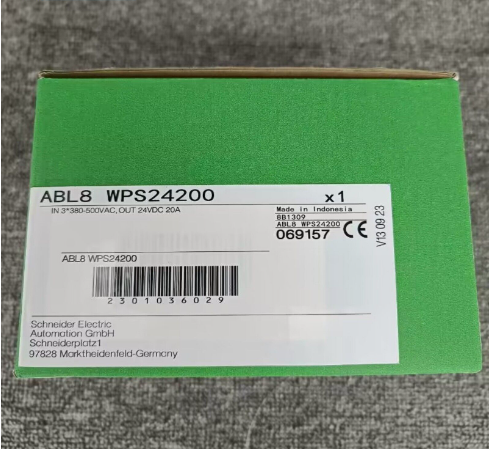 ABL8 WPS24200 x1
IN 3*380-500VAC, OUT 24VDC 20A
Made in Indonesia
BB1309
ABL8 WPS24200
069157 CE
V13 09 23
ABL8 WPS24200
2301036029
Schneider Electric
Automation GmbH
Schneiderplatz1
97828 Marktheidenfeld-Germany